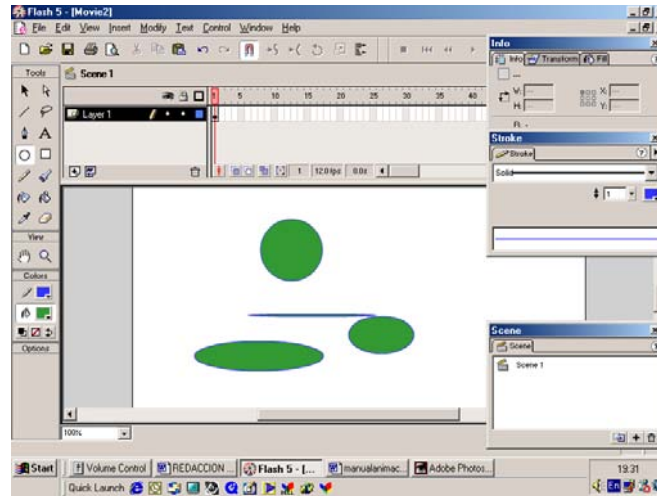 Flash 5 - [Movie2]
File Edit View Insert Modify Text Control Window Help
Tools
Scene 1
1 5 10 15 20 25 30 35 40
Layer 1
1 12.0 fps 0.0s
View
Colors
Options
100%
Info
Info Transform Fill
W: X:
H: Y:
Stroke
Stroke
Solid
1
Scene
Scene
Scene 1
Start Volume Control REDACCION ... Flash 5 - [... manualanimac... Adobe Photos... 19:31
Quick Launch En